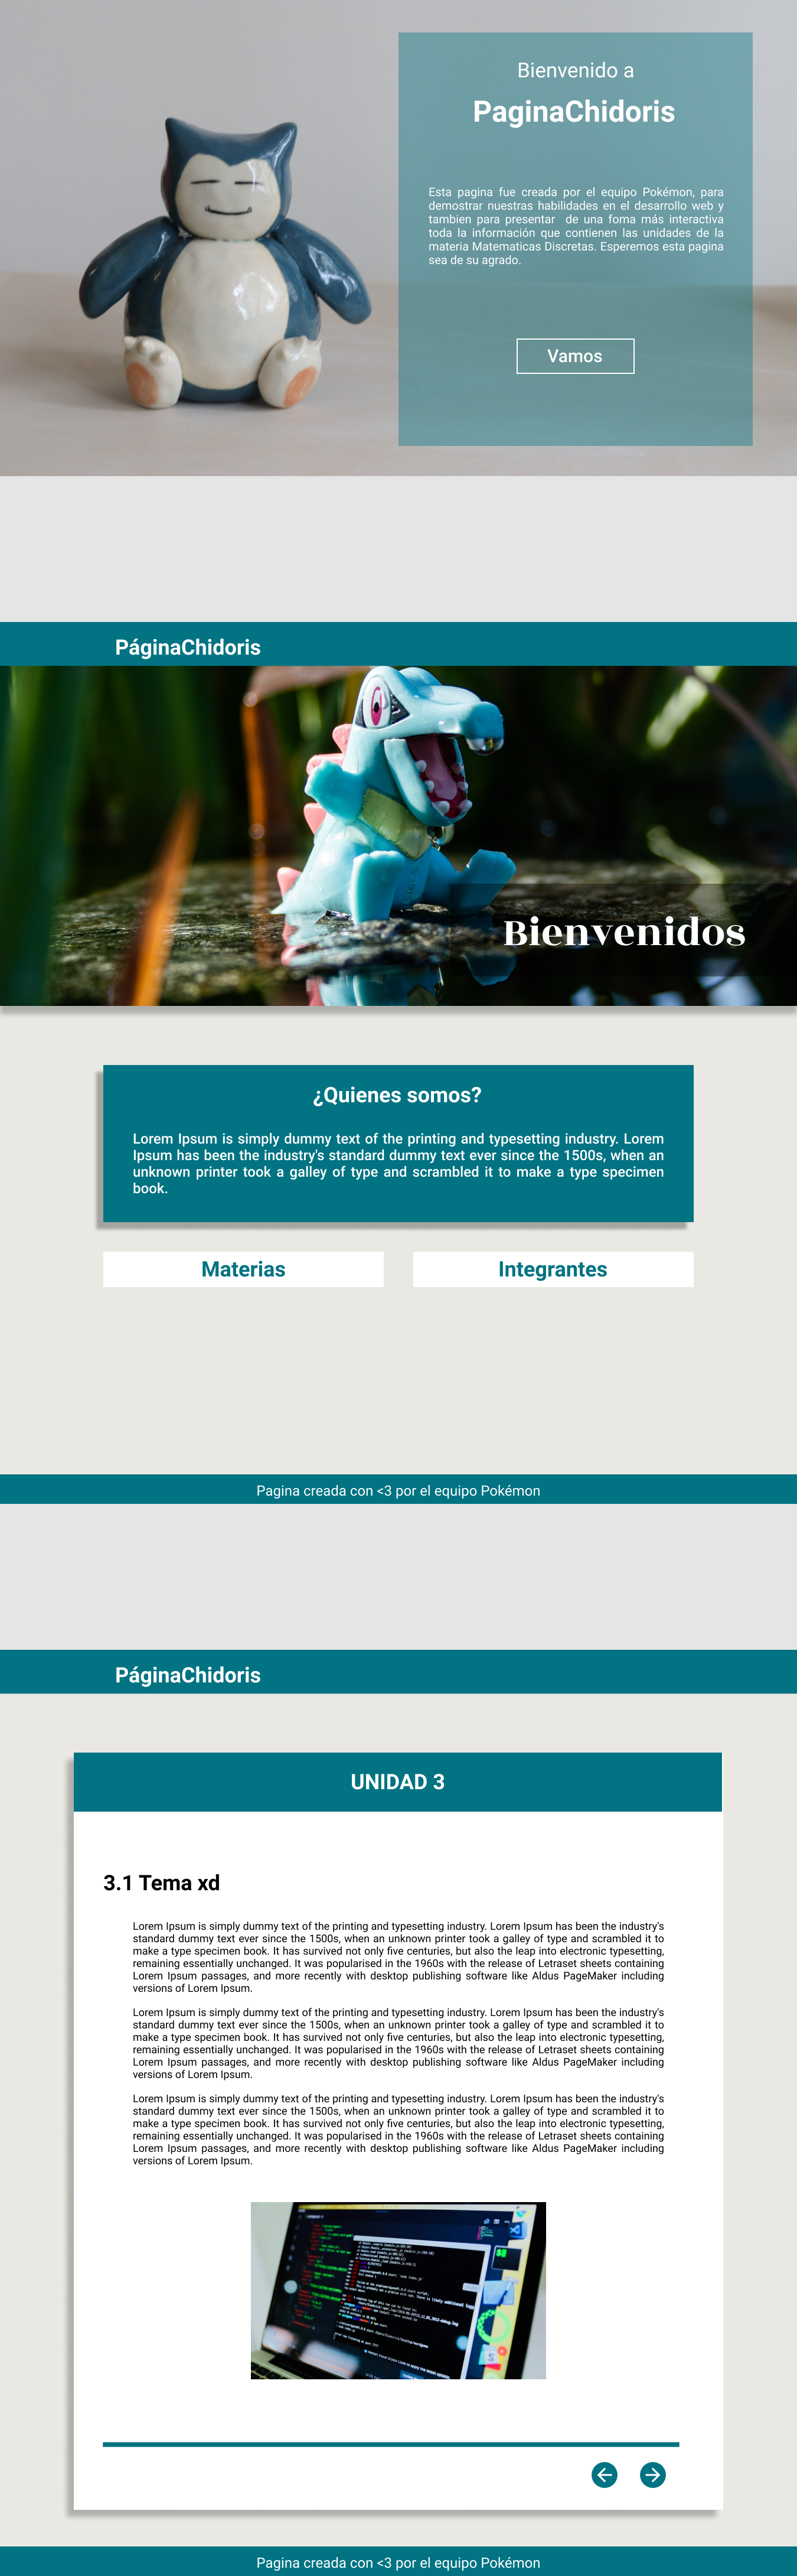 Bienvenido a
PaginaChidoris
Esta pagina fue creada por el equipo Pokémon, para
demostrar nuestras habilidades en el desarrollo web y
tambien para presentar de una foma más interactiva
toda la información que contienen las unidades de la
materia Matematicas Discretas. Esperemos esta pagina
sea de su agrado.
Vamos
PáginaChidoris
Bienvenidos
¿Quienes somos?
Lorem Ipsum is simply dummy text of the printing and typesetting industry. Lorem
Ipsum has been the industry's standard dummy text ever since the 1500s, when an
unknown printer took a galley of type and scrambled it to make a type specimen
book.
Materias
Integrantes
Pagina creada con <3 por el equipo Pokémon
PáginaChidoris
UNIDAD 3
3.1 Tema xd
Lorem Ipsum is simply dummy text of the printing and typesetting industry. Lorem Ipsum has been the industry's
standard dummy text ever since the 1500s, when an unknown printer took a galley of type and scrambled it to
make a type specimen book. It has survived not only five centuries, but also the leap into electronic typesetting,
remaining essentially unchanged. It was popularised in the 1960s with the release of Letraset sheets containing
Lorem Ipsum passages, and more recently with desktop publishing software like Aldus PageMaker including
versions of Lorem Ipsum.
Lorem Ipsum is simply dummy text of the printing and typesetting industry. Lorem Ipsum has been the industry's
standard dummy text ever since the 1500s, when an unknown printer took a galley of type and scrambled it to
make a type specimen book. It has survived not only five centuries, but also the leap into electronic typesetting,
remaining essentially unchanged. It was popularised in the 1960s with the release of Letraset sheets containing
Lorem Ipsum passages, and more recently with desktop publishing software like Aldus PageMaker including
versions of Lorem Ipsum.
Lorem Ipsum is simply dummy text of the printing and typesetting industry. Lorem Ipsum has been the industry's
standard dummy text ever since the 1500s, when an unknown printer took a galley of type and scrambled it to
make a type specimen book. It has survived not only five centuries, but also the leap into electronic typesetting,
remaining essentially unchanged. It was popularised in the 1960s with the release of Letraset sheets containing
Lorem Ipsum passages, and more recently with desktop publishing software like Aldus PageMaker including
versions of Lorem Ipsum.
Pagina creada con <3 por el equipo Pokémon